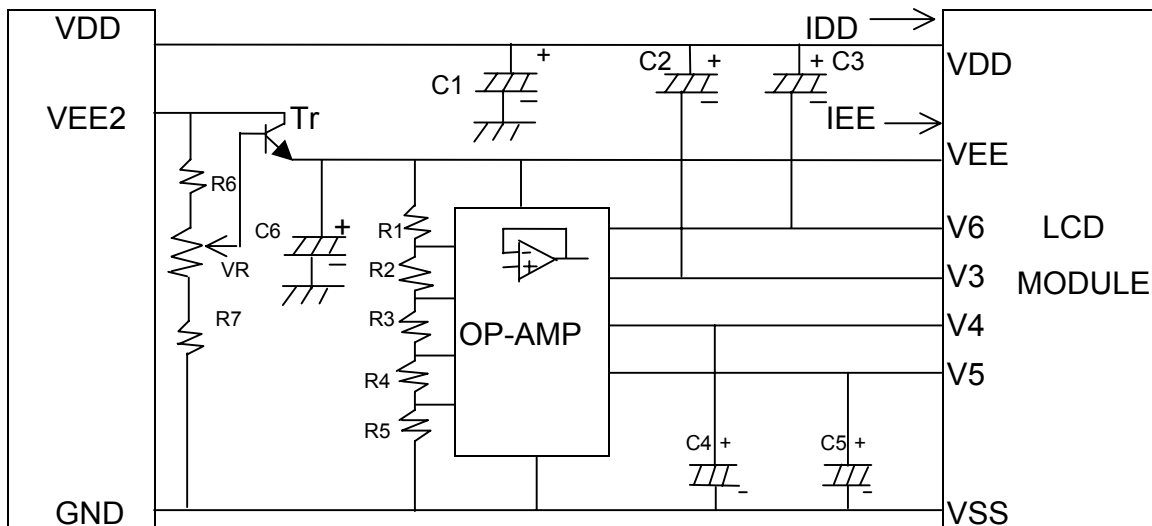 VDD
VEE2
GND
Tr
R6
VR
R7
C6
+
−
C1
+
−
C2
+
−
+ C3
−
IDD
IEE
R1
R2
R3
R4
R5
−
+
OP-AMP
C4 +
-
C5 +
-
VDD
VEE
V6
V3
V4
V5
VSS
LCD
MODULE